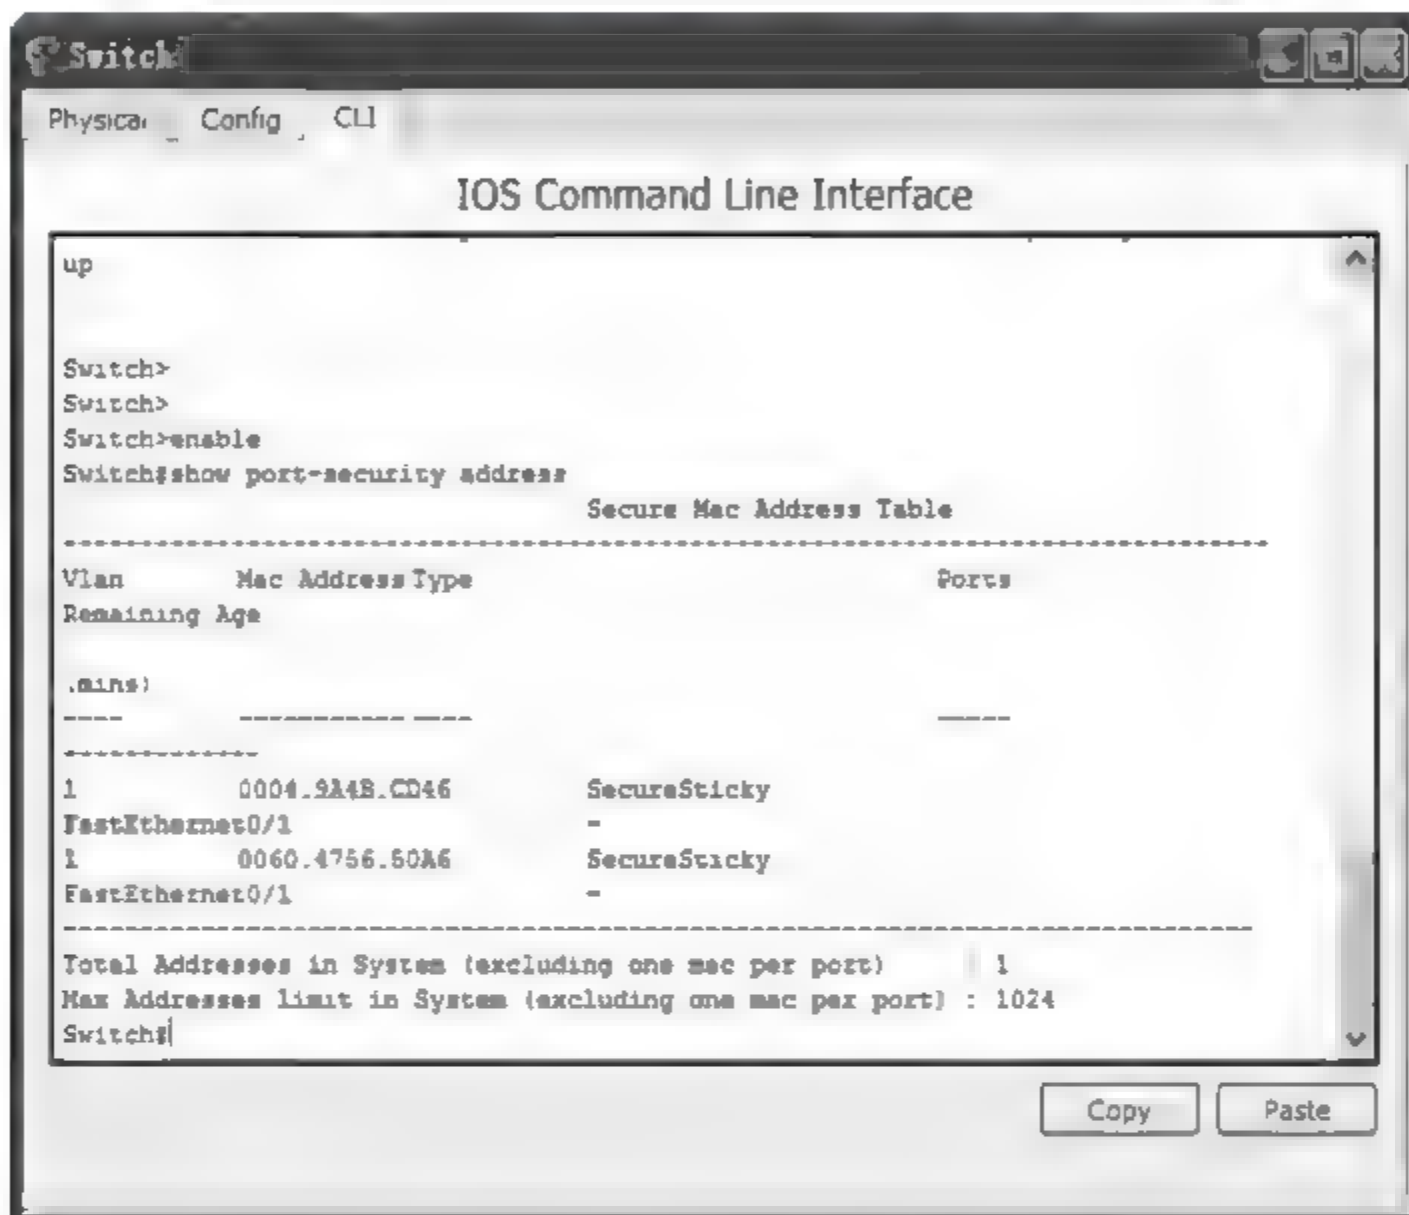 Switch
Physical Config CLI
IOS Command Line Interface
up
Switch>
Switch>
Switch>enable
Switch#show port-security address
Secure Mac Address Table
--------------------------------------------------------------------------------
Vlan Mac Address Type Ports
Remaining Age
(mins)
---- ----------- ---- -----
-------------
1 0004.9A4B.CD46 SecureSticky
FastEthernet0/1 -
1 0060.4756.50A6 SecureSticky
FastEthernet0/1 -
--------------------------------------------------------------------------------
Total Addresses in System (excluding one mac per port) : 1
Max Addresses limit in System (excluding one mac per port) : 1024
Switch#
Copy Paste